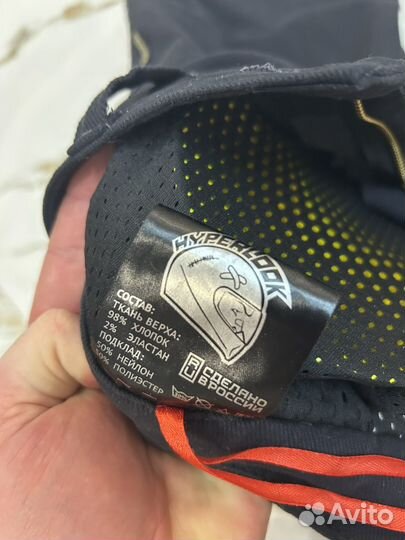 HYPERLOOK
СОСТАВ:
ТКАНЬ ВЕРХА:
98% ХЛОПОК
2% ЭЛАСТАН
ПОДКЛАД:
50% НЕЙЛОН
50% ПОЛИЭСТЕР
СДЕЛАНО
В РОССИИ
Avito